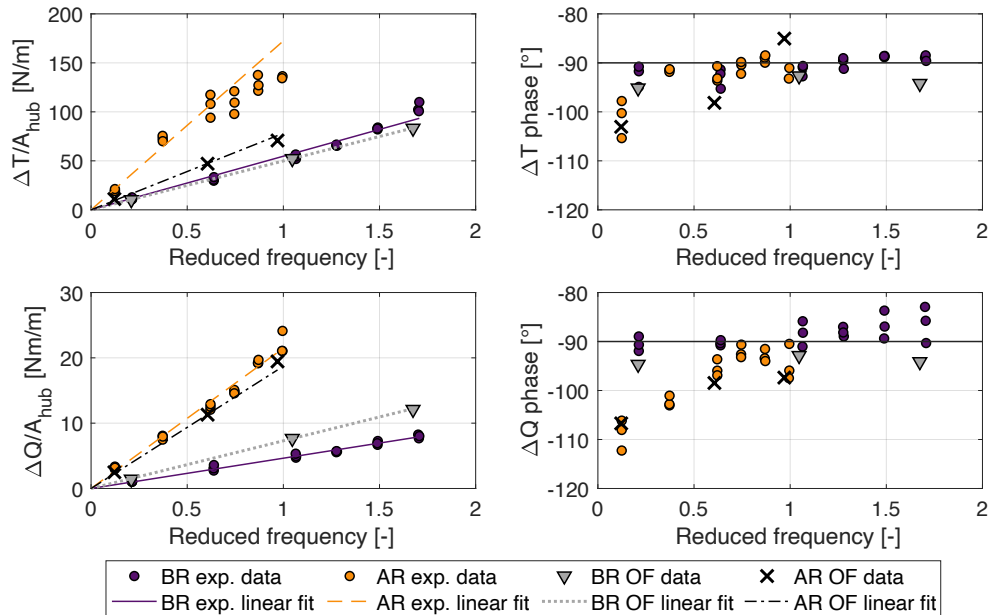 ΔT/A_hub [N/m]
200
150
100
50
0
0 0.5 1 1.5 2
Reduced frequency [-]
ΔT phase [°]
-80
-90
-100
-110
-120
0 0.5 1 1.5 2
Reduced frequency [-]
ΔQ/A_hub [Nm/m]
30
20
10
0
0 0.5 1 1.5 2
Reduced frequency [-]
ΔQ phase [°]
-80
-90
-100
-110
-120
0 0.5 1 1.5 2
Reduced frequency [-]
BR exp. data AR exp. data BR OF data AR OF data
BR exp. linear fit AR exp. linear fit BR OF linear fit AR OF linear fit